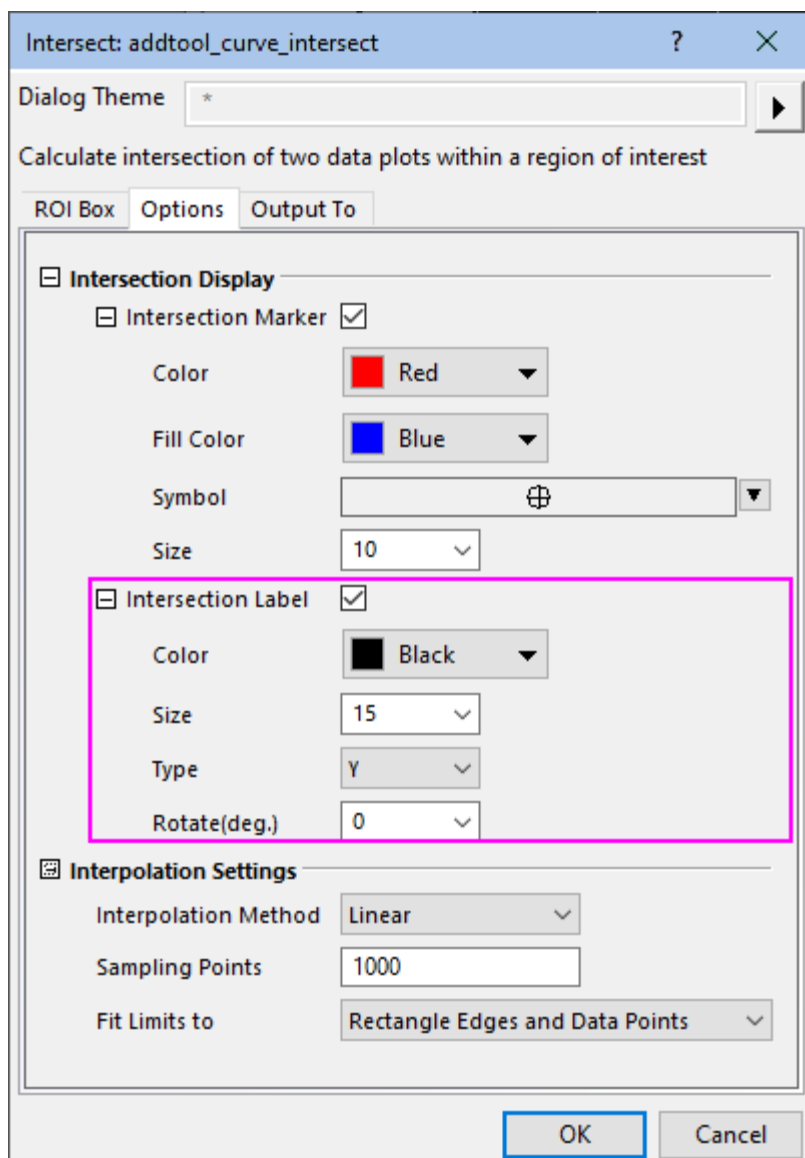 Intersect: addtool_curve_intersect ?
Dialog Theme *
Calculate intersection of two data plots within a region of interest
ROI Box Options Output To
Intersection Display
Intersection Marker
Color Red
Fill Color Blue
Symbol
Size 10
Intersection Label
Color Black
Size 15
Type Y
Rotate(deg.) 0
Interpolation Settings
Interpolation Method Linear
Sampling Points 1000
Fit Limits to Rectangle Edges and Data Points
OK Cancel